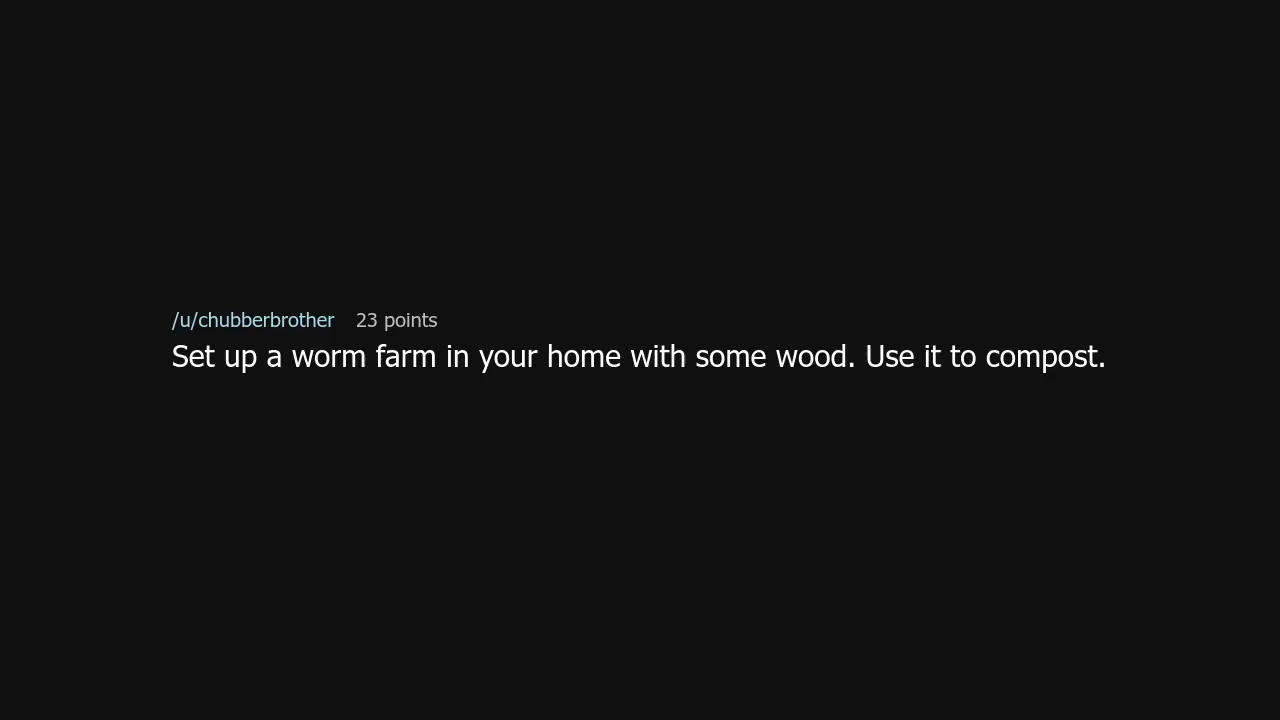 /u/chubberbrother 23 points
Set up a worm farm in your home with some wood. Use it to compost.